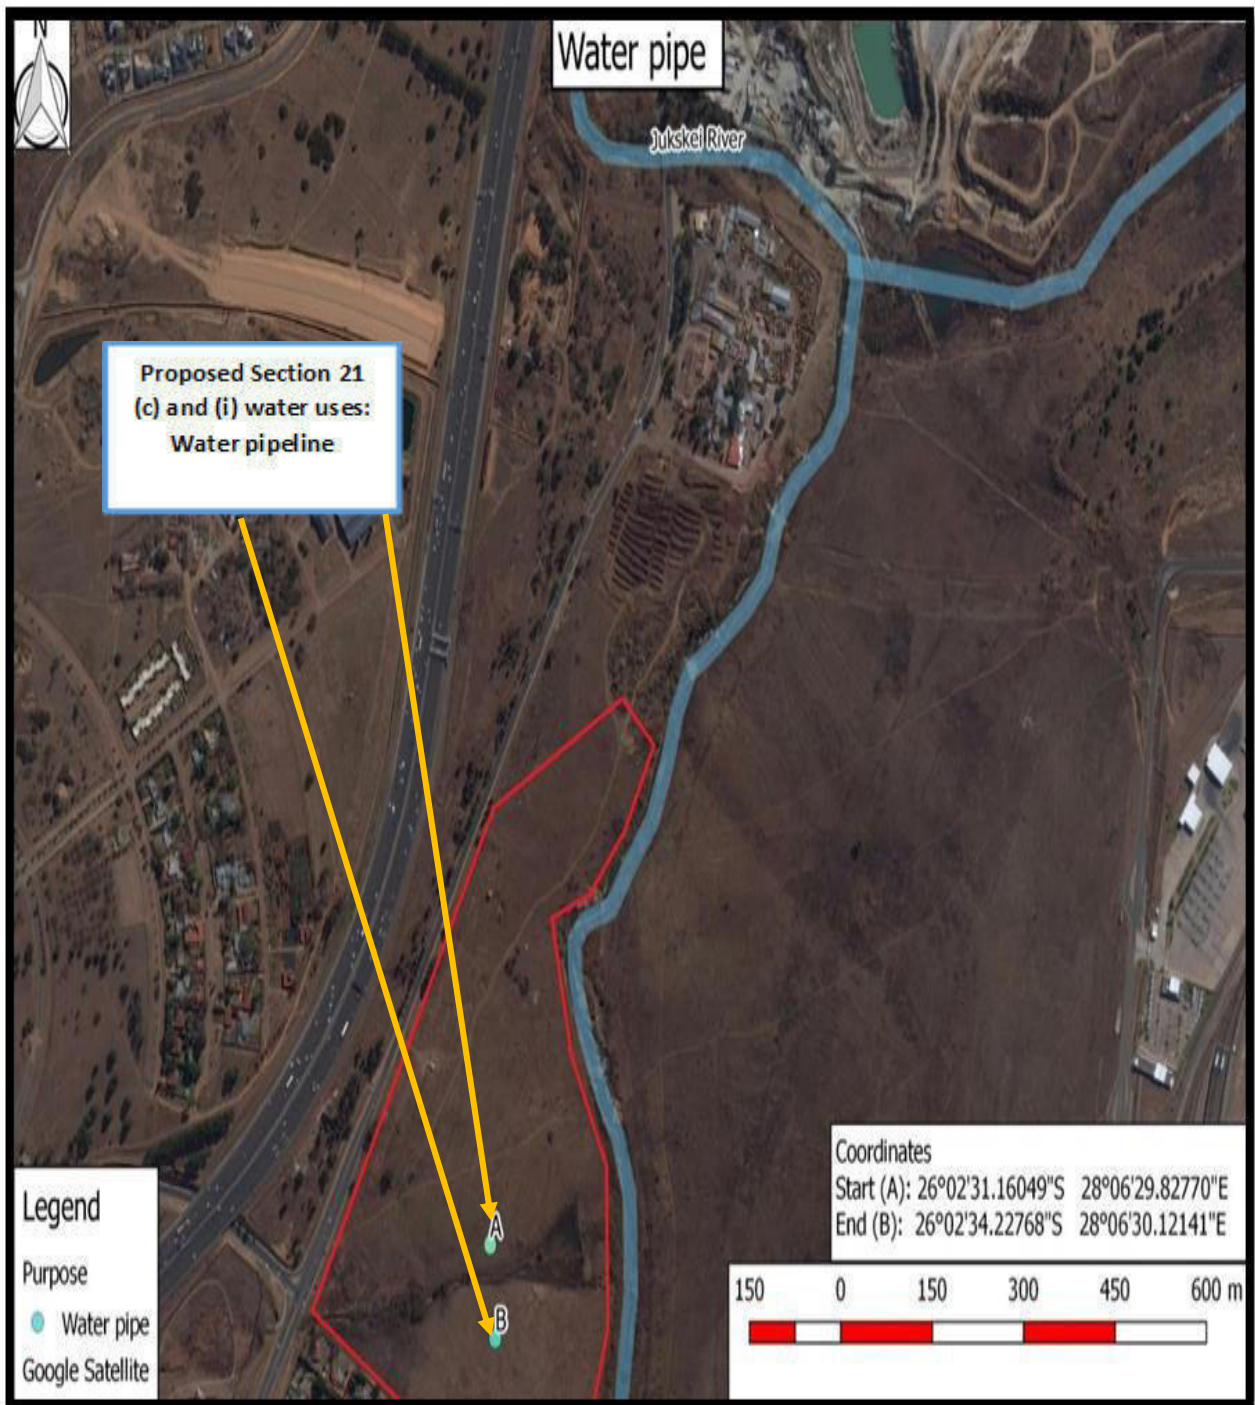 N
Water pipe
Jukskei River
Proposed Section 21
(c) and (i) water uses:
Water pipeline
A
B
Coordinates
Start (A): 26°02'31.16049"S 28°06'29.82770"E
End (B): 26°02'34.22768"S 28°06'30.12141"E
Legend
Purpose
Water pipe
Google Satellite
150 0 150 300 450 600 m